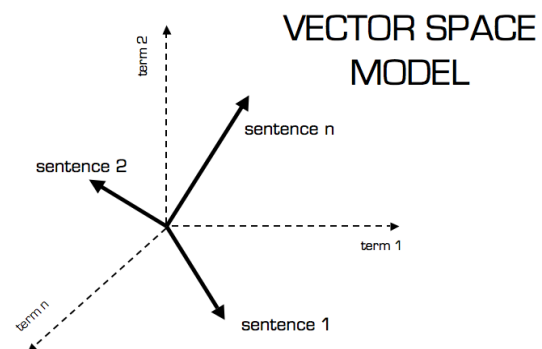 VECTOR SPACE
MODEL
term 2
sentence n
sentence 2
term 1
term n
sentence 1